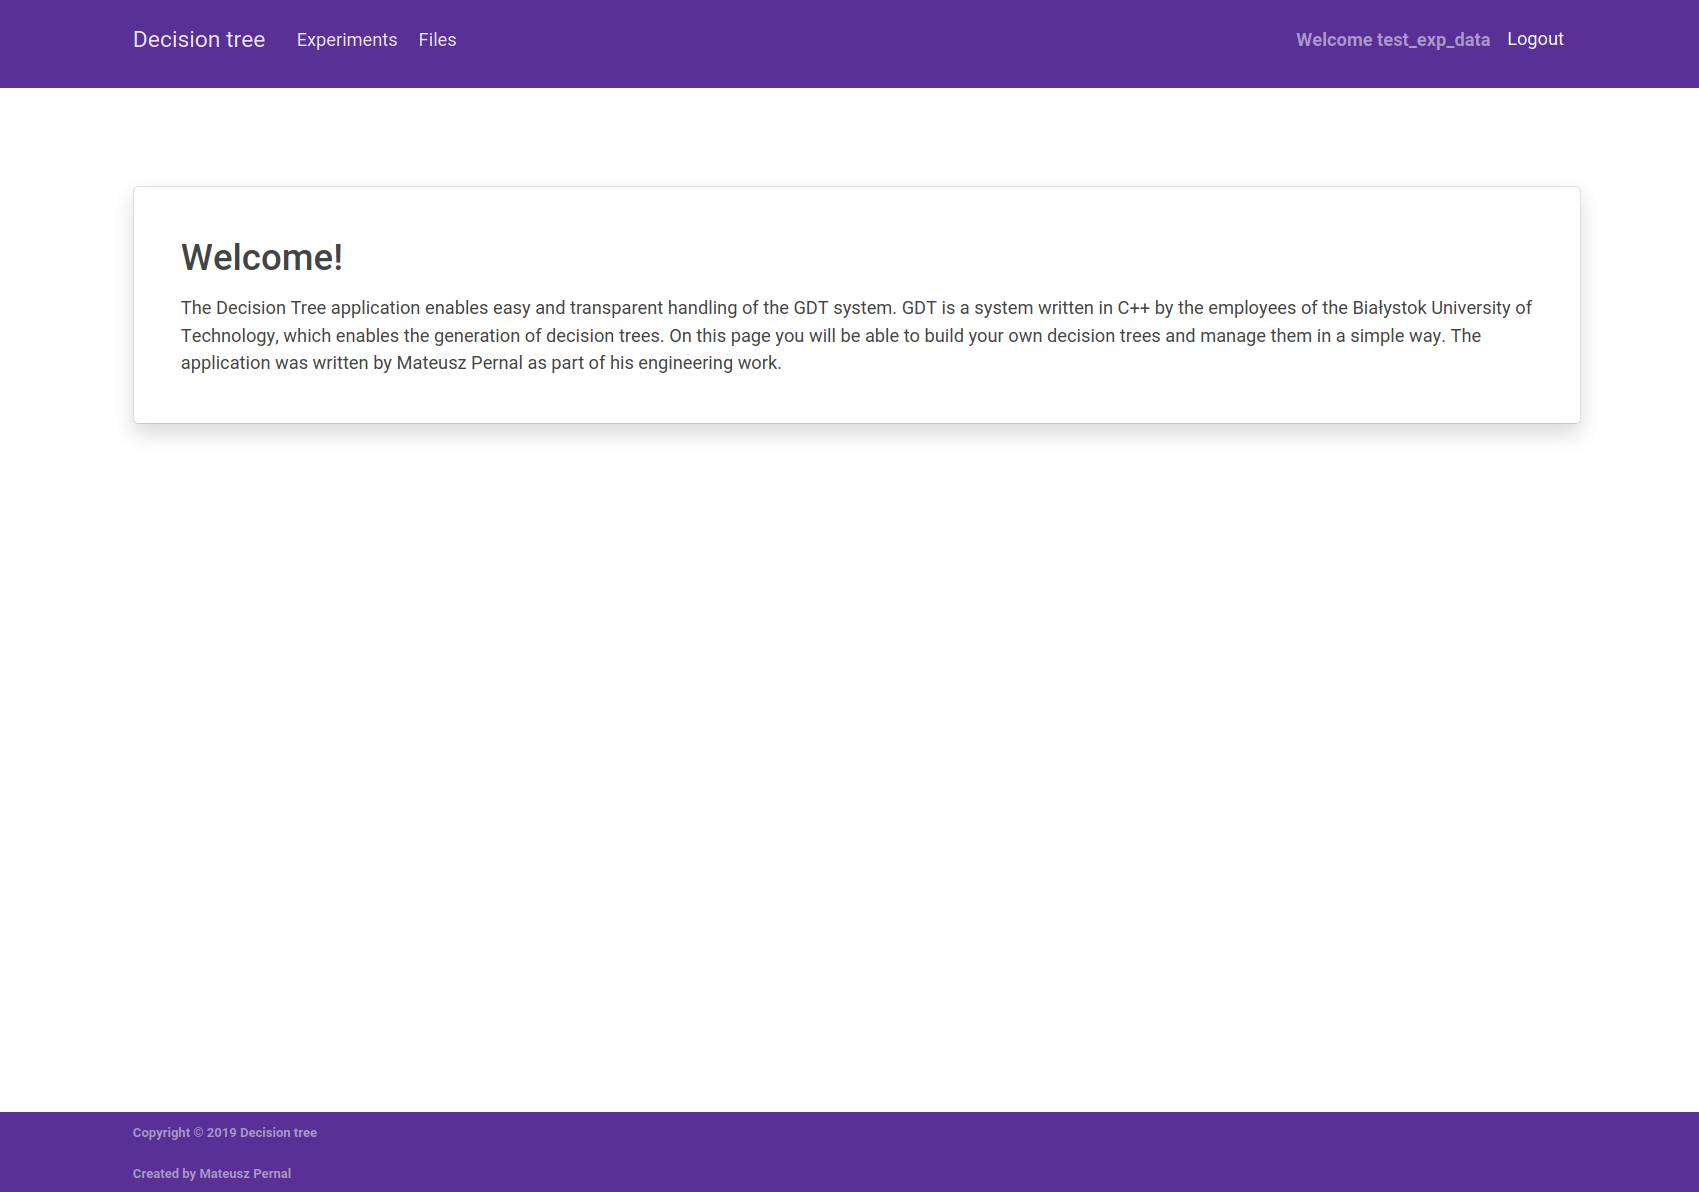 Decision tree Experiments Files Welcome test_exp_data Logout
Welcome!
The Decision Tree application enables easy and transparent handling of the GDT system. GDT is a system written in C++ by the employees of the Białystok University of
Technology, which enables the generation of decision trees. On this page you will be able to build your own decision trees and manage them in a simple way. The
application was written by Mateusz Pernal as part of his engineering work.
Copyright © 2019 Decision tree
Created by Mateusz Pernal